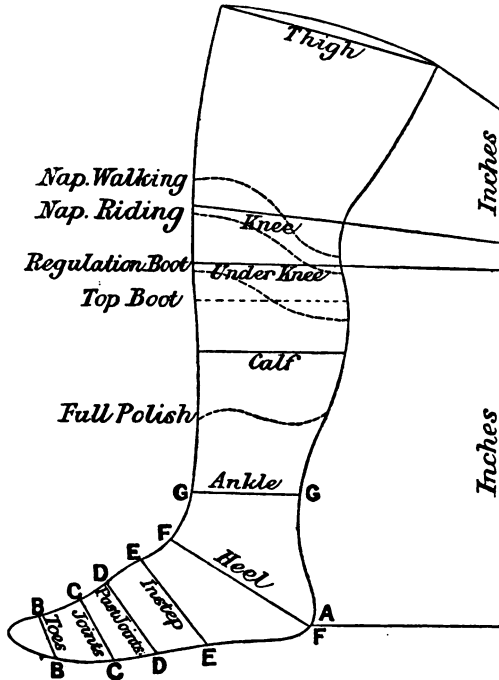 Thigh
Inches
Nap. Walking
Nap. Riding
Knee
Regulation Boot
Under Knee
Top Boot
Calf
Full Polish
Inches
G Ankle G
F
E
Heel
D
C
B
Instep
Pas Joints.
Joints
Toes
A
F
E
B C D